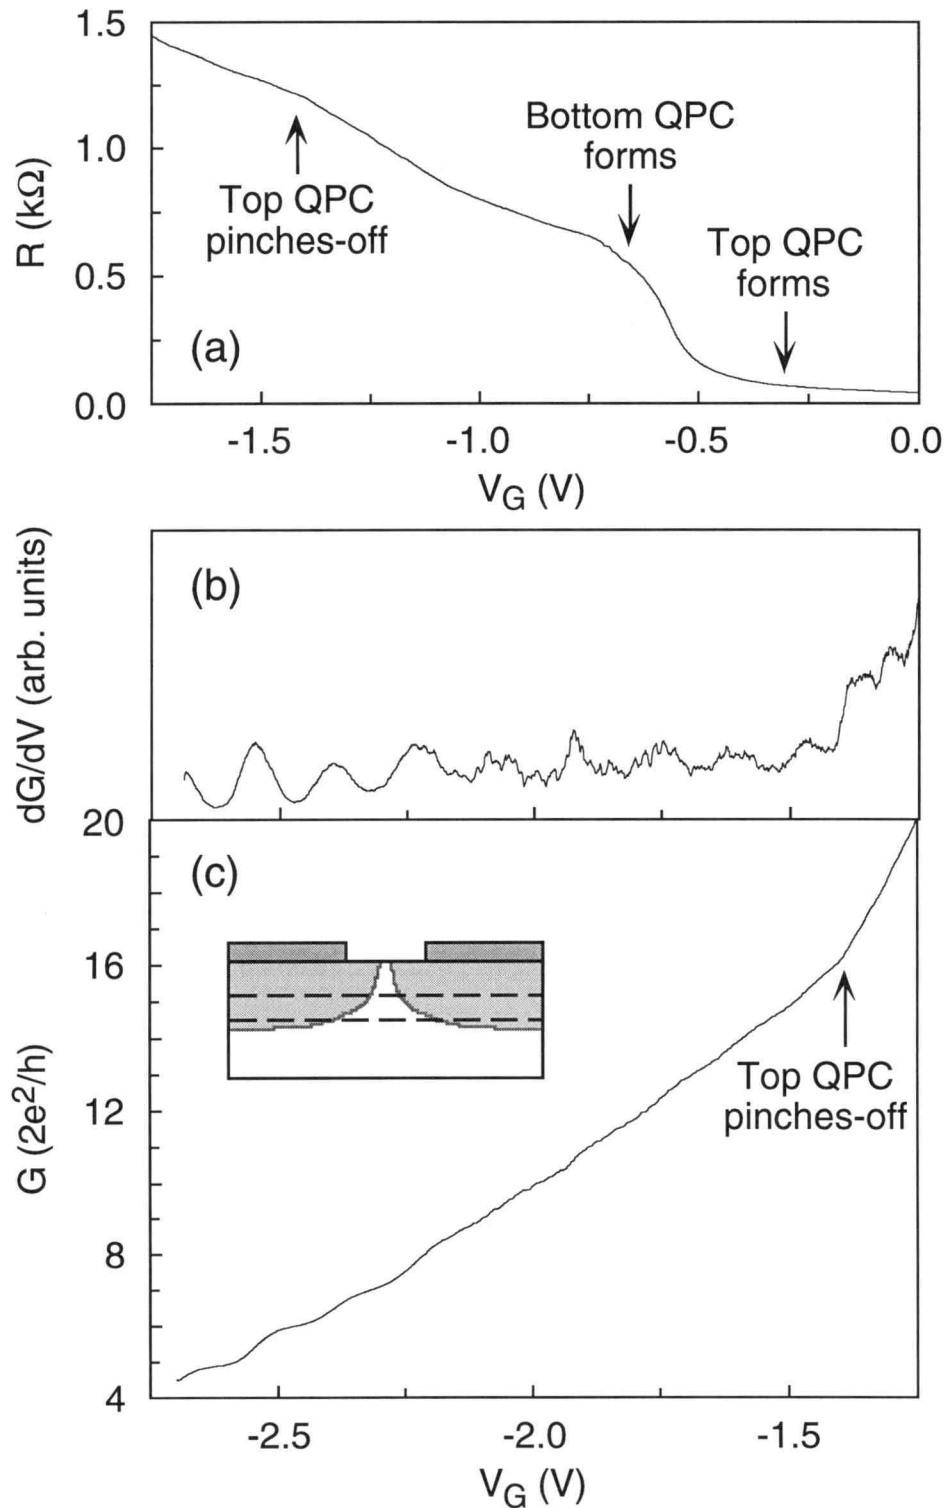 1.5
1.0
0.5
0.0
R (kΩ)
Bottom QPC
forms
Top QPC
pinches-off
Top QPC
forms
(a)
-1.5
-1.0
-0.5
0.0
V_G (V)
dG/dV (arb. units)
(b)
20
16
12
8
4
G (2e²/h)
(c)
Top QPC
pinches-off
-2.5
-2.0
-1.5
V_G (V)